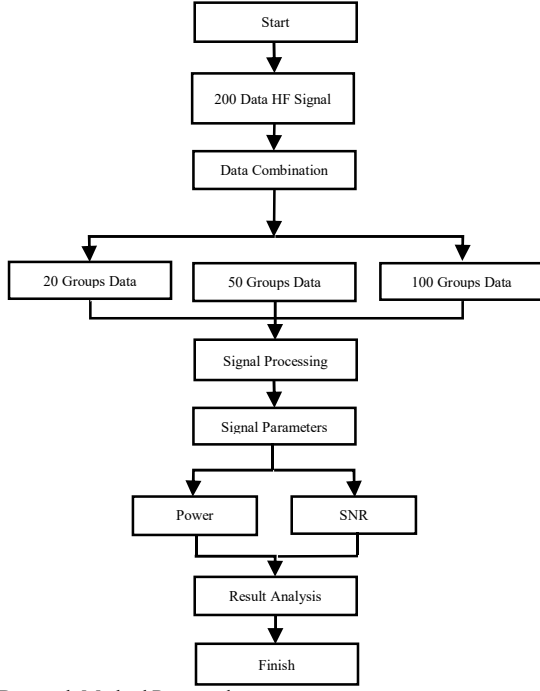 Start
200 Data HF Signal
Data Combination
20 Groups Data
50 Groups Data
100 Groups Data
Signal Processing
Signal Parameters
Power
SNR
Result Analysis
Finish